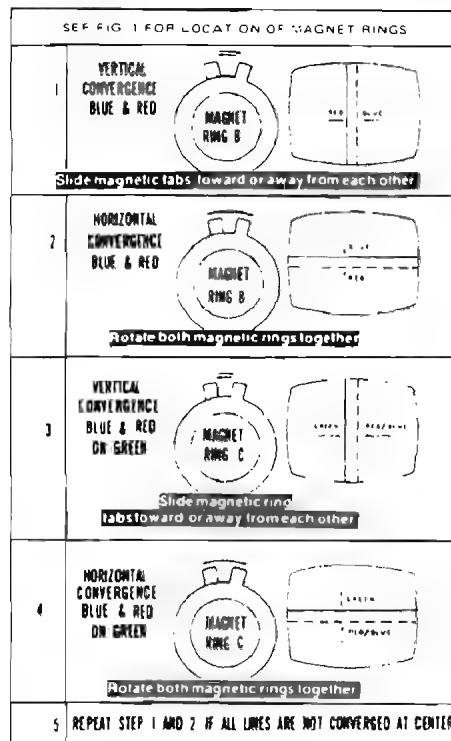 SEE FIG. 1 FOR LOCATION OF MAGNET RINGS
1
VERTICAL
CONVERGENCE
BLUE & RED
MAGNET
RING B
RED BLUE
Slide magnetic tabs toward or away from each other
2
HORIZONTAL
CONVERGENCE
BLUE & RED
MAGNET
RING B
BLUE
RED
Rotate both magnetic rings together
3
VERTICAL
CONVERGENCE
BLUE & RED
ON GREEN
MAGNET
RING C
GREEN RED/BLUE
Slide magnetic ring
tabs toward or away from each other
4
HORIZONTAL
CONVERGENCE
BLUE & RED
ON GREEN
MAGNET
RING C
GREEN
RED/BLUE
Rotate both magnetic rings together
5 REPEAT STEP 1 AND 2 IF ALL LINES ARE NOT CONVERGED AT CENTER